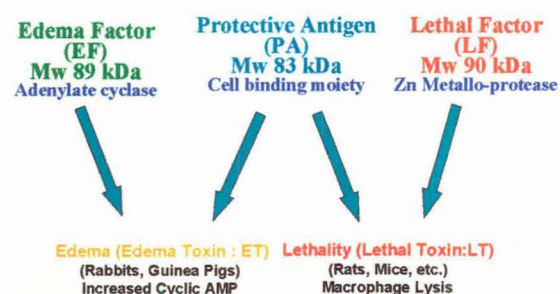 Edema Factor
(EF)
Mw 89 kDa
Adenylate cyclase
Protective Antigen
(PA)
Mw 83 kDa
Cell binding moiety
Lethal Factor
(LF)
Mw 90 kDa
Zn Metallo-protease
Edema (Edema Toxin : ET)
(Rabbits, Guinea Pigs)
Increased Cyclic AMP
Lethality (Lethal Toxin:LT)
(Rats, Mice, etc.)
Macrophage Lysis